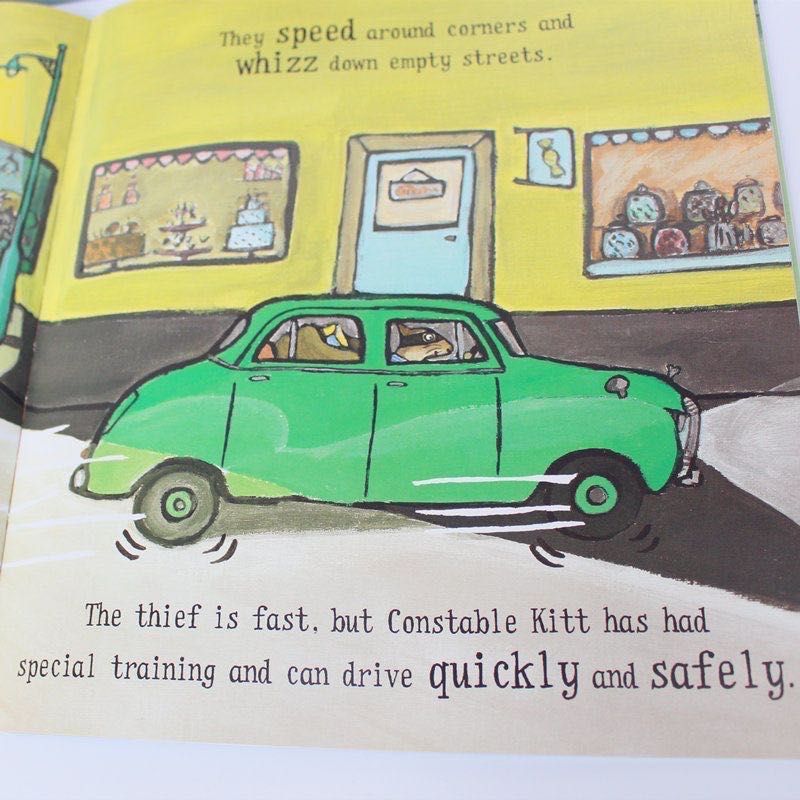 They speed around corners and
whizz down empty streets.
The thief is fast, but Constable Kitt has had
special training and can drive quickly and safely.